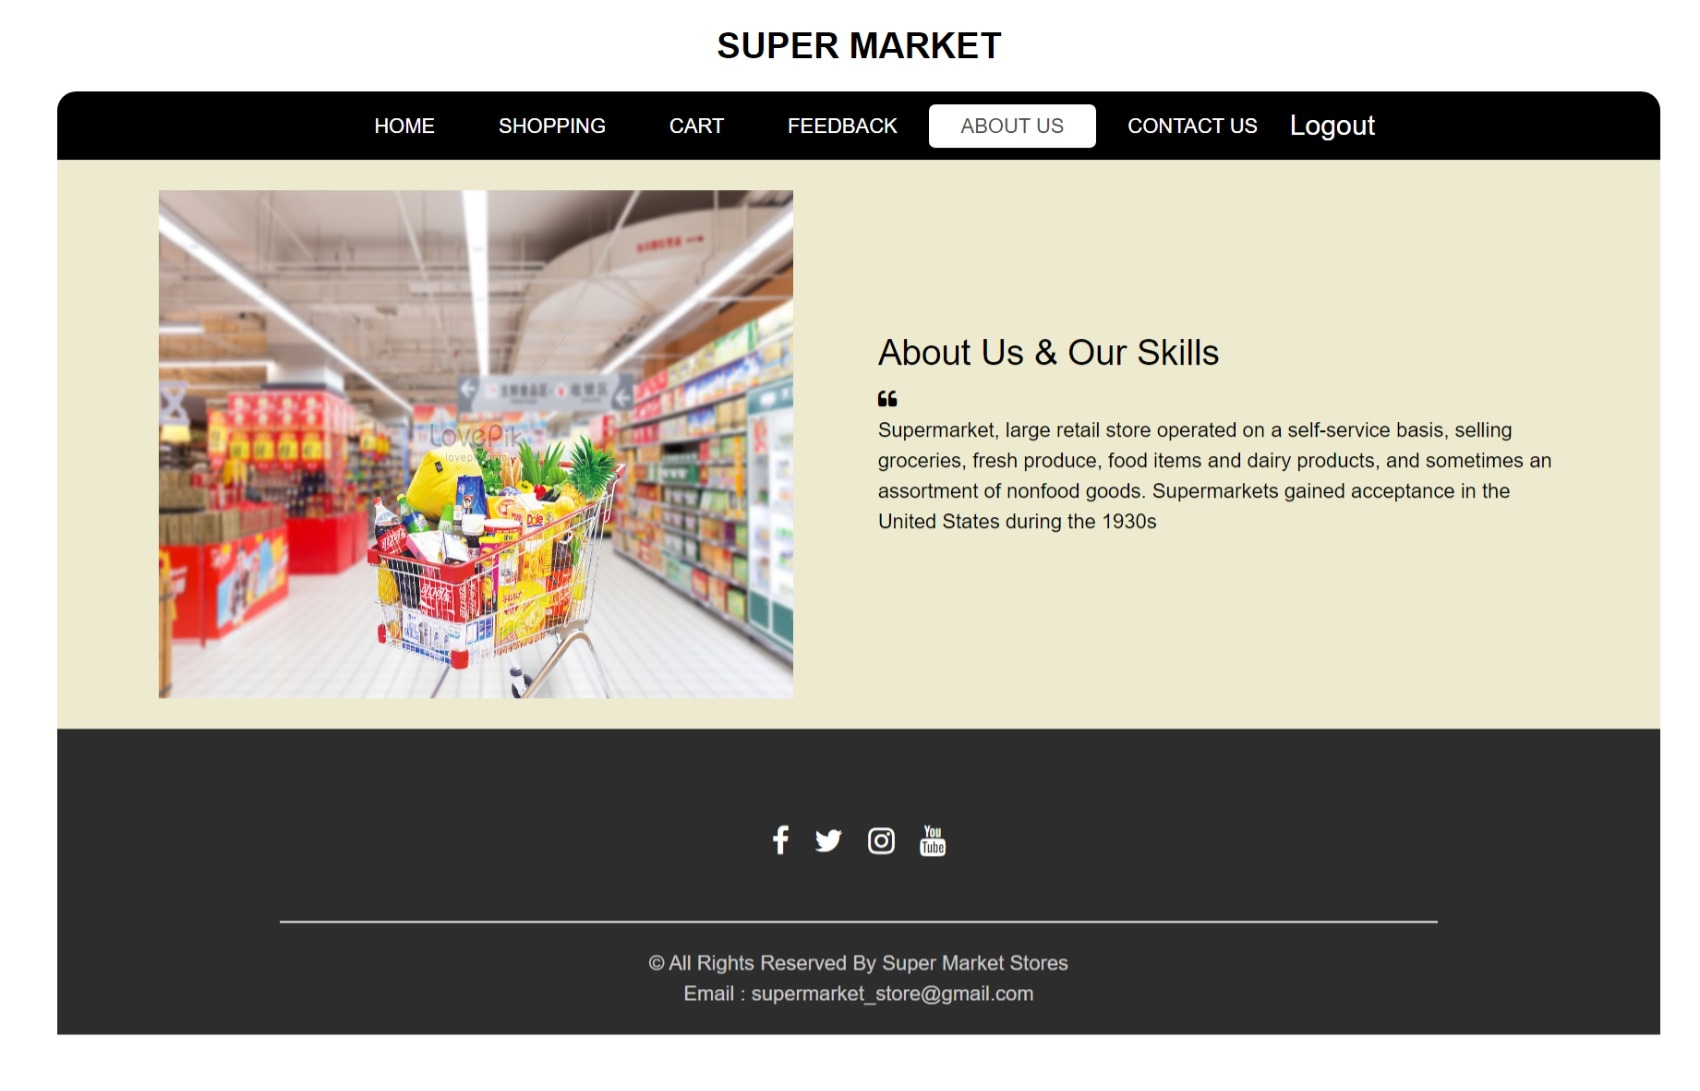 SUPER MARKET
HOME SHOPPING CART FEEDBACK ABOUT US CONTACT US Logout
LovePik
About Us & Our Skills
❝
Supermarket, large retail store operated on a self-service basis, selling
groceries, fresh produce, food items and dairy products, and sometimes an
assortment of nonfood goods. Supermarkets gained acceptance in the
United States during the 1930s
Dole
You
Tube
© All Rights Reserved By Super Market Stores
Email : supermarket_store@gmail.com